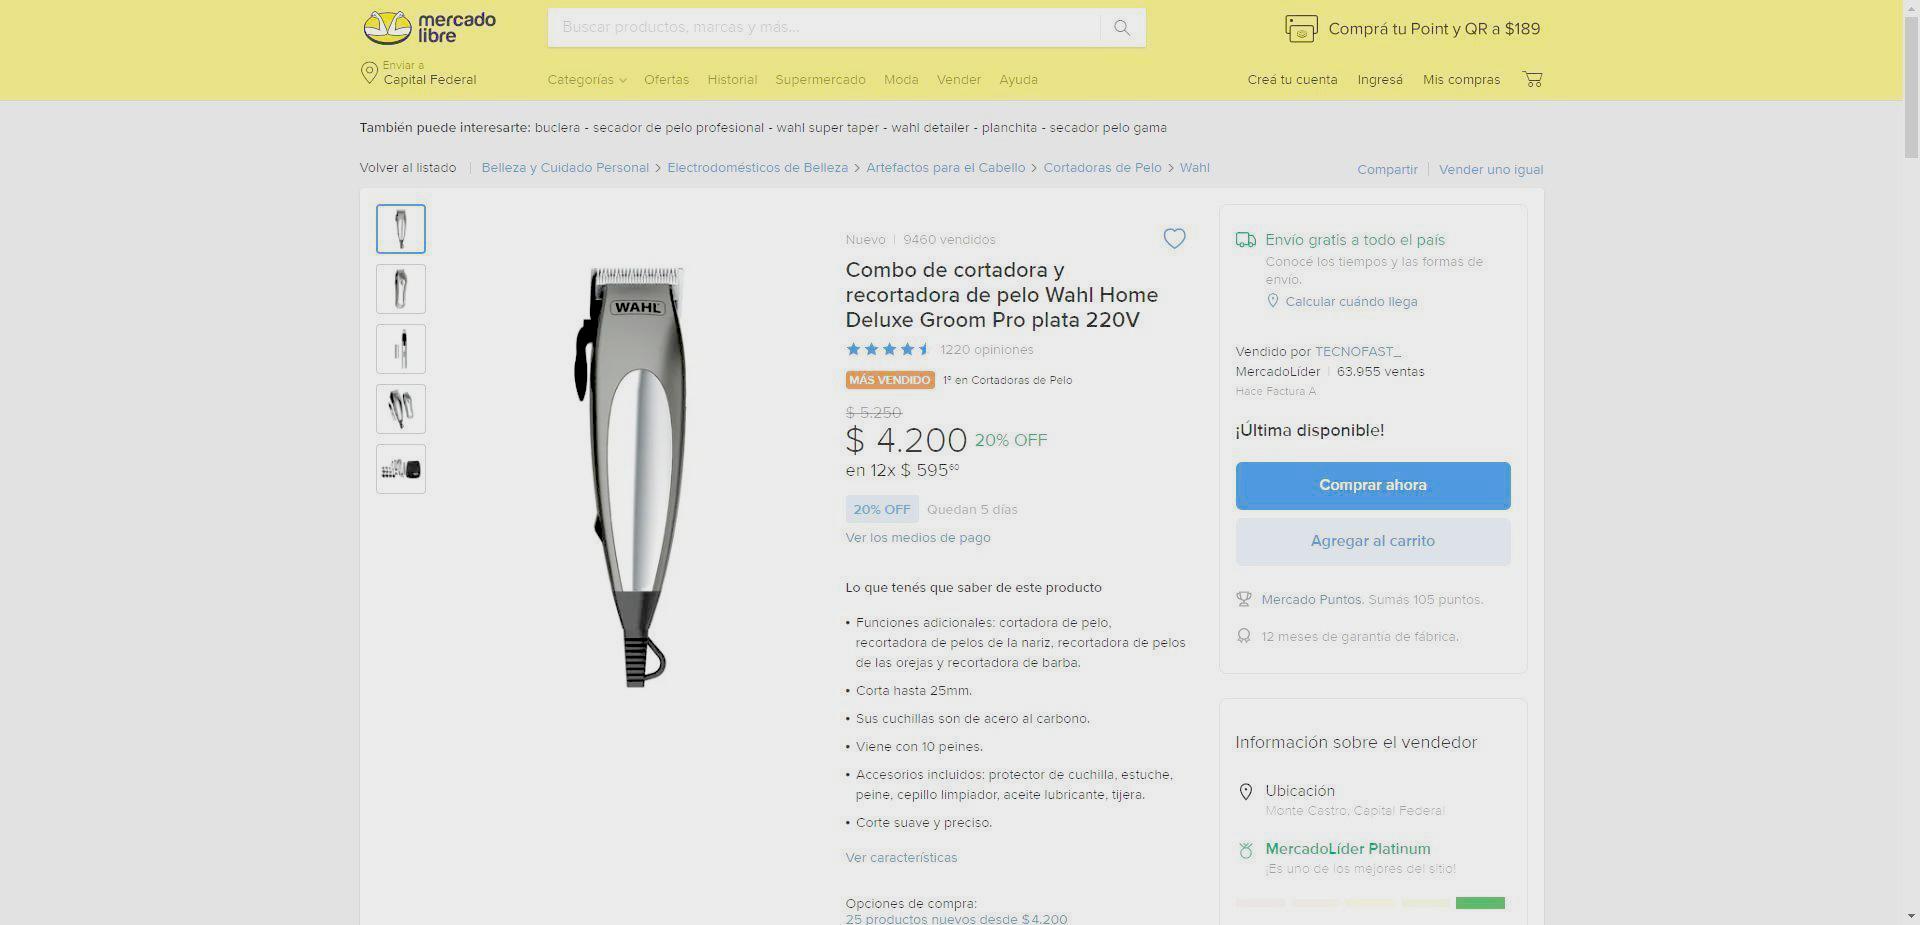 mercado
libre
Buscar productos, marcas y más...
Comprá tu Point y QR a $189
Enviar a
Capital Federal
Categorías
Ofertas
Historial
Supermercado
Moda
Vender
Ayuda
Creá tu cuenta
Ingresá
Mis compras
También puede interesarte: buclera - secador de pelo profesional - wahl super taper - wahl detailer - planchita - secador pelo gama
Volver al listado | Belleza y Cuidado Personal > Electrodomésticos de Belleza > Artefactos para el Cabello > Cortadoras de Pelo > Wahl
Compartir | Vender uno igual
WAHL
Nuevo | 9460 vendidos
Combo de cortadora y
recortadora de pelo Wahl Home
Deluxe Groom Pro plata 220V
1220 opiniones
MÁS VENDIDO 1º en Cortadoras de Pelo
$ 5.250
$ 4.200 20% OFF
en 12x $ 595⁶⁰
20% OFF Quedan 5 días
Ver los medios de pago
Lo que tenés que saber de este producto
• Funciones adicionales: cortadora de pelo,
recortadora de pelos de la nariz, recortadora de pelos
de las orejas y recortadora de barba.
• Corta hasta 25mm.
• Sus cuchillas son de acero al carbono.
• Viene con 10 peines.
• Accesorios incluidos: protector de cuchilla, estuche,
peine, cepillo limpiador, aceite lubricante, tijera.
• Corte suave y preciso.
Ver características
Opciones de compra:
25 productos nuevos desde $4.200
Envío gratis a todo el país
Conocé los tiempos y las formas de
envío.
Calcular cuándo llega
Vendido por TECNOFAST_
MercadoLíder | 63.955 ventas
Hace Factura A
¡Última disponible!
Comprar ahora
Agregar al carrito
Mercado Puntos. Sumás 105 puntos.
12 meses de garantía de fábrica.
Información sobre el vendedor
Ubicación
Monte Castro, Capital Federal
MercadoLíder Platinum
¡Es uno de los mejores del sitio!